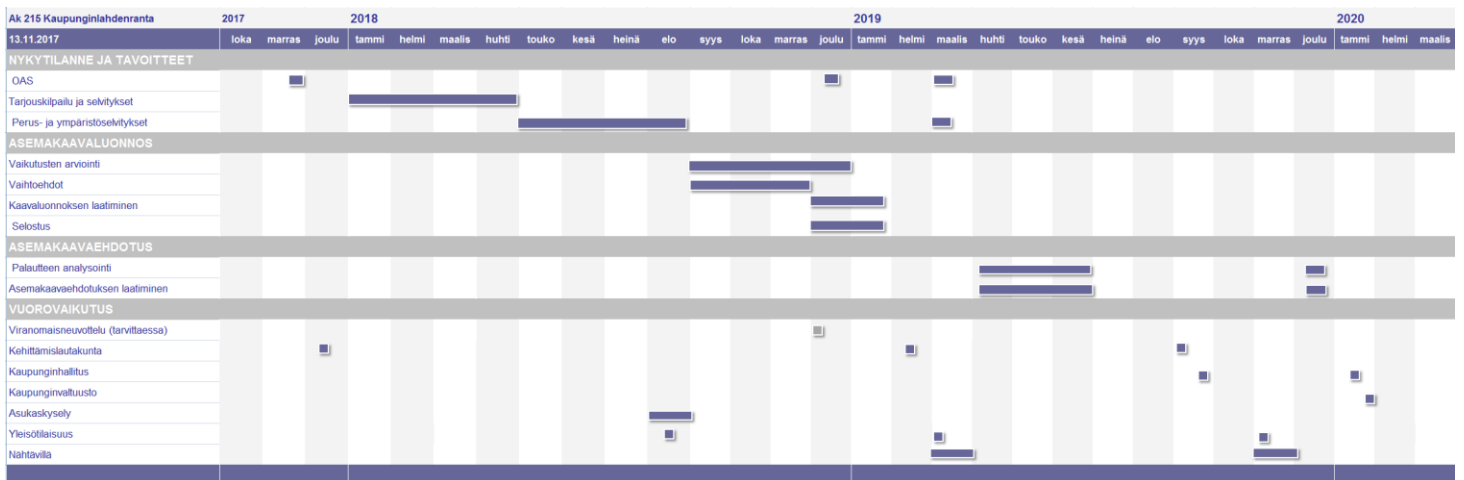 Ak 215 Kaupunginlahdenranta 2017 2018 2019 2020
13.11.2017 loka marras joulu tammi helmi maalis huhti touko kesä heinä elo syys loka marras joulu tammi helmi maalis huhti touko kesä heinä elo syys loka marras joulu tammi helmi maalis
NYKYTILANNE JA TAVOITTEET
OAS
Tarjouskilpailu ja selvitykset
Perus- ja ympäristöselvitykset
ASEMAKAAVALUONNOS
Vaikutusten arviointi
Vaihtoehdot
Kaavaluonnoksen laatiminen
Selostus
ASEMAKAAVAEHDOTUS
Palautteen analysointi
Asemakaavaehdotuksen laatiminen
VUOROVAIKUTUS
Viranomaisneuvottelu (tarvittaessa)
Kehittämislautakunta
Kaupunginhallitus
Kaupunginvaltuusto
Asukaskysely
Yleisötilaisuus
Nähtävillä